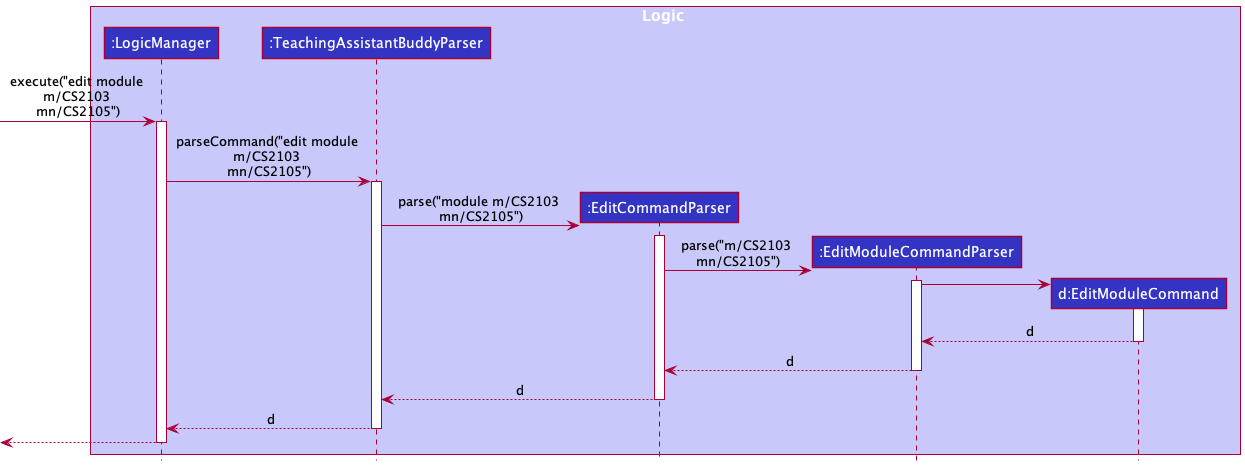 Logic
:LogicManager
:TeachingAssistantBuddyParser
execute("edit module
m/CS2103
mn/CS2105")
parseCommand("edit module
m/CS2103
mn/CS2105")
parse("module m/CS2103
mn/CS2105")
:EditCommandParser
parse("m/CS2103
mn/CS2105")
:EditModuleCommandParser
d:EditModuleCommand
d
d
d
d